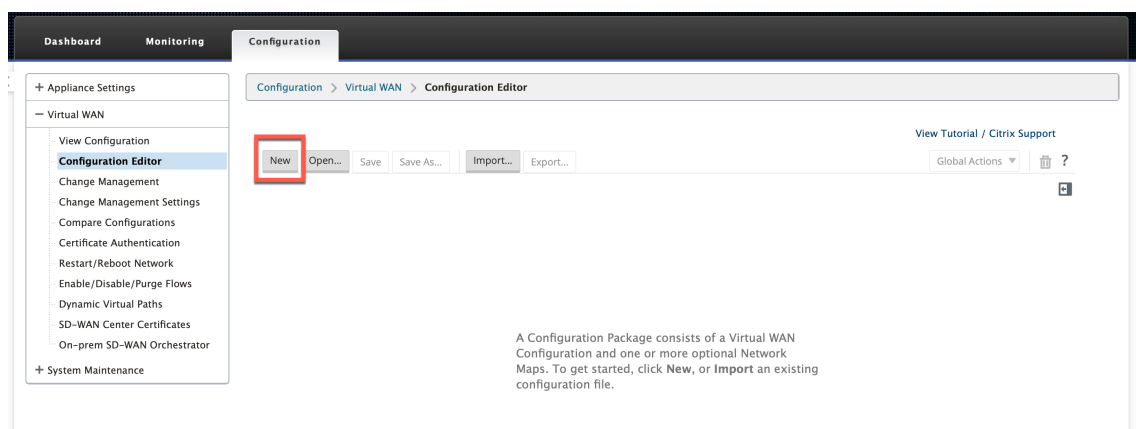 Dashboard Monitoring Configuration
+ Appliance Settings
− Virtual WAN
View Configuration
Configuration Editor
Change Management
Change Management Settings
Compare Configurations
Certificate Authentication
Restart/Reboot Network
Enable/Disable/Purge Flows
Dynamic Virtual Paths
SD-WAN Center Certificates
On-prem SD-WAN Orchestrator
+ System Maintenance
Configuration > Virtual WAN > Configuration Editor
View Tutorial / Citrix Support
New Open... Save Save As... Import... Export... Global Actions ?
A Configuration Package consists of a Virtual WAN
Configuration and one or more optional Network
Maps. To get started, click New, or Import an existing
configuration file.